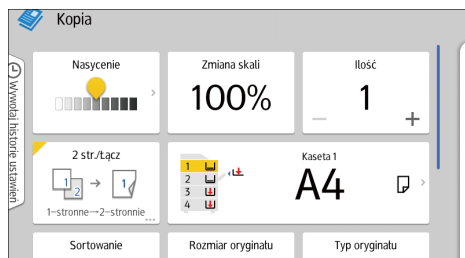 Kopia
Wywołaj historię ustawień
Nasycenie
Zmiana skali
100%
Ilość
1
2 str./Łącz
1 2 → 1
1-stronne→2-stronnie
1
2
3
4
Kaseta 1
A4
Sortowanie
Rozmiar oryginału
Typ oryginału